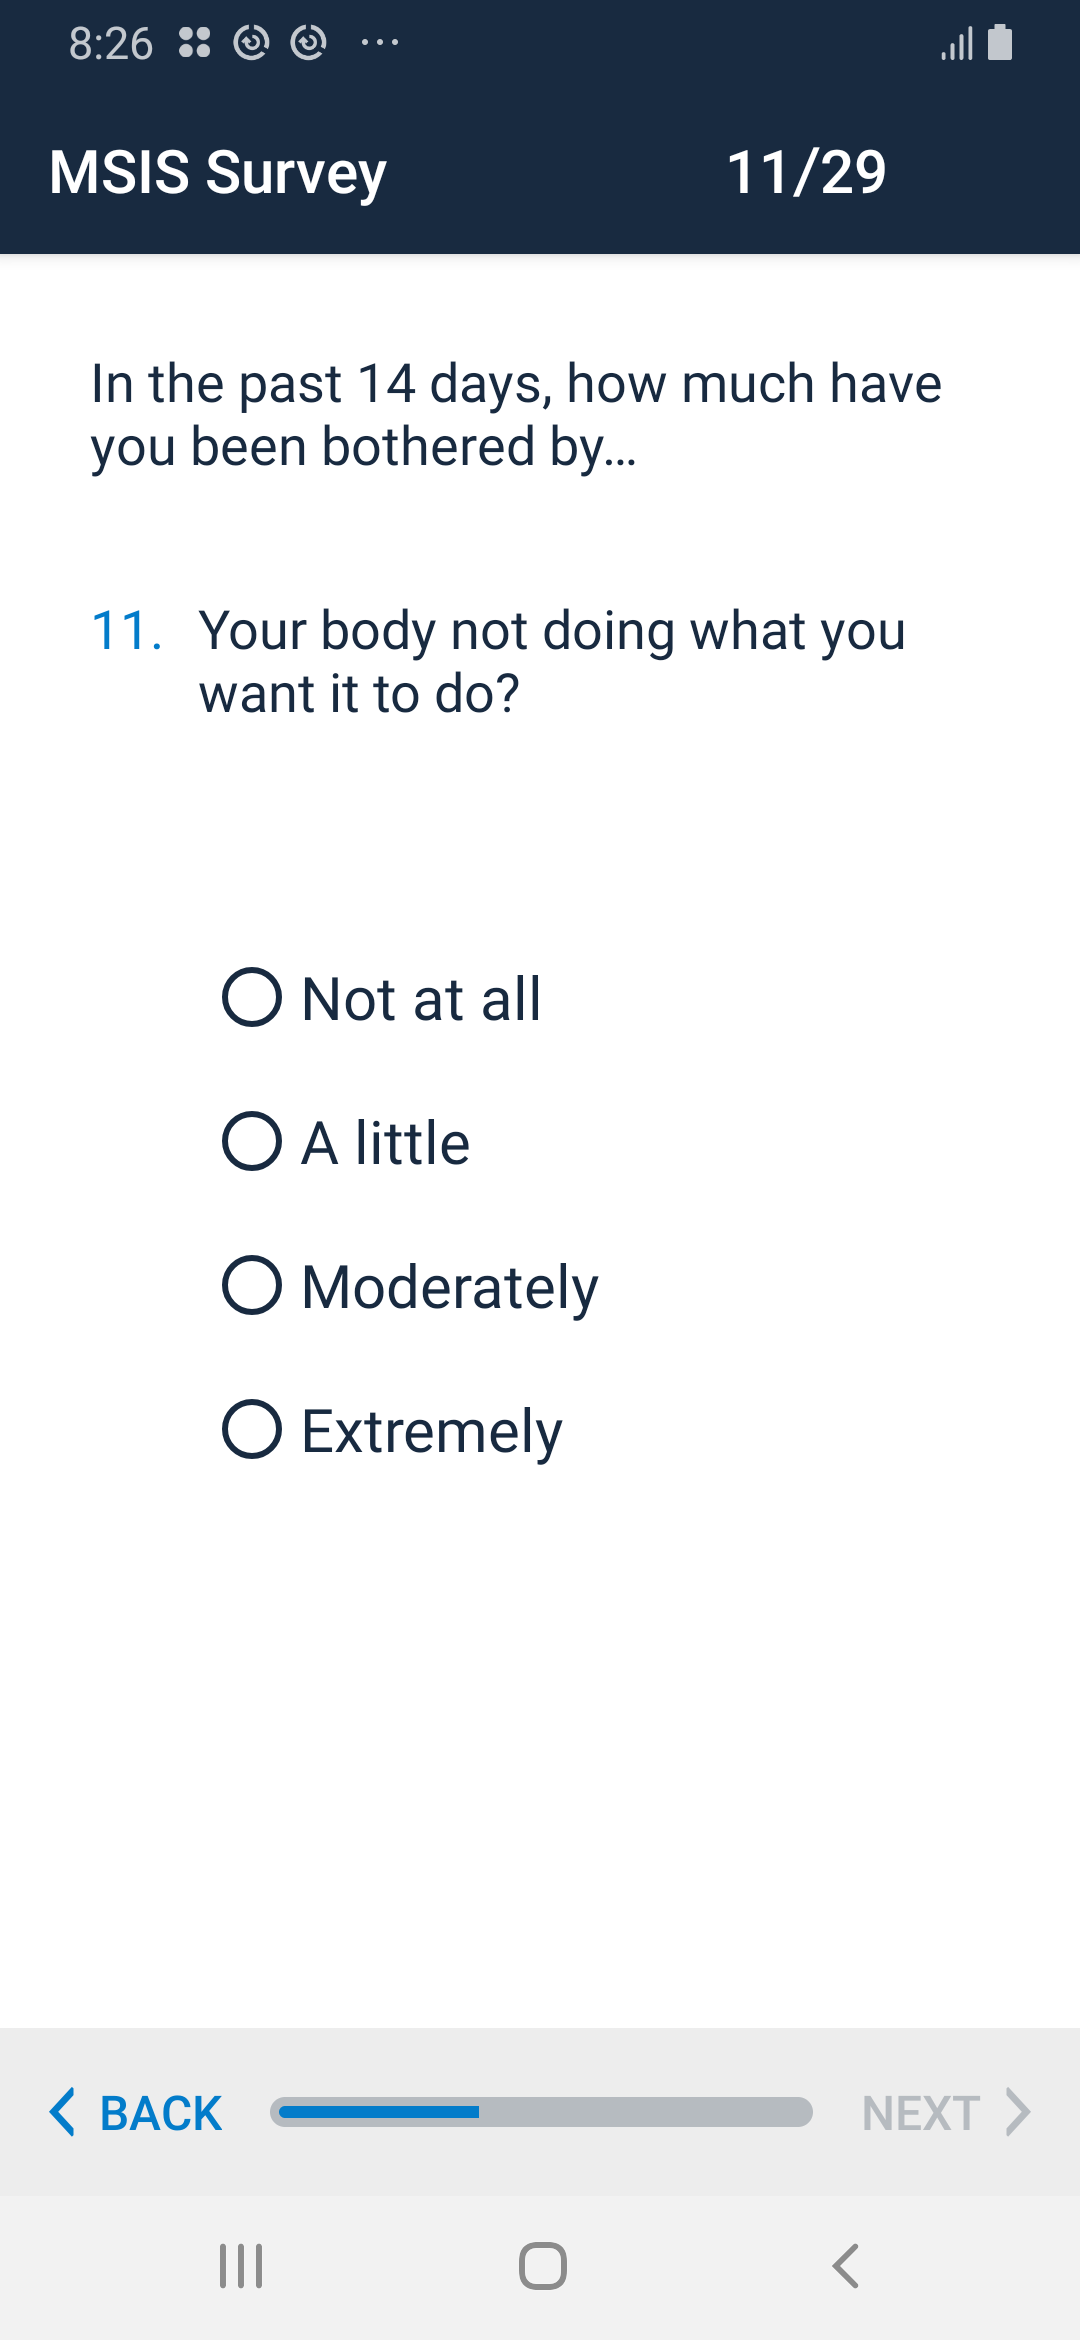 8:26
MSIS Survey 11/29
In the past 14 days, how much have
you been bothered by...
11. Your body not doing what you
want it to do?
Not at all
A little
Moderately
Extremely
BACK NEXT